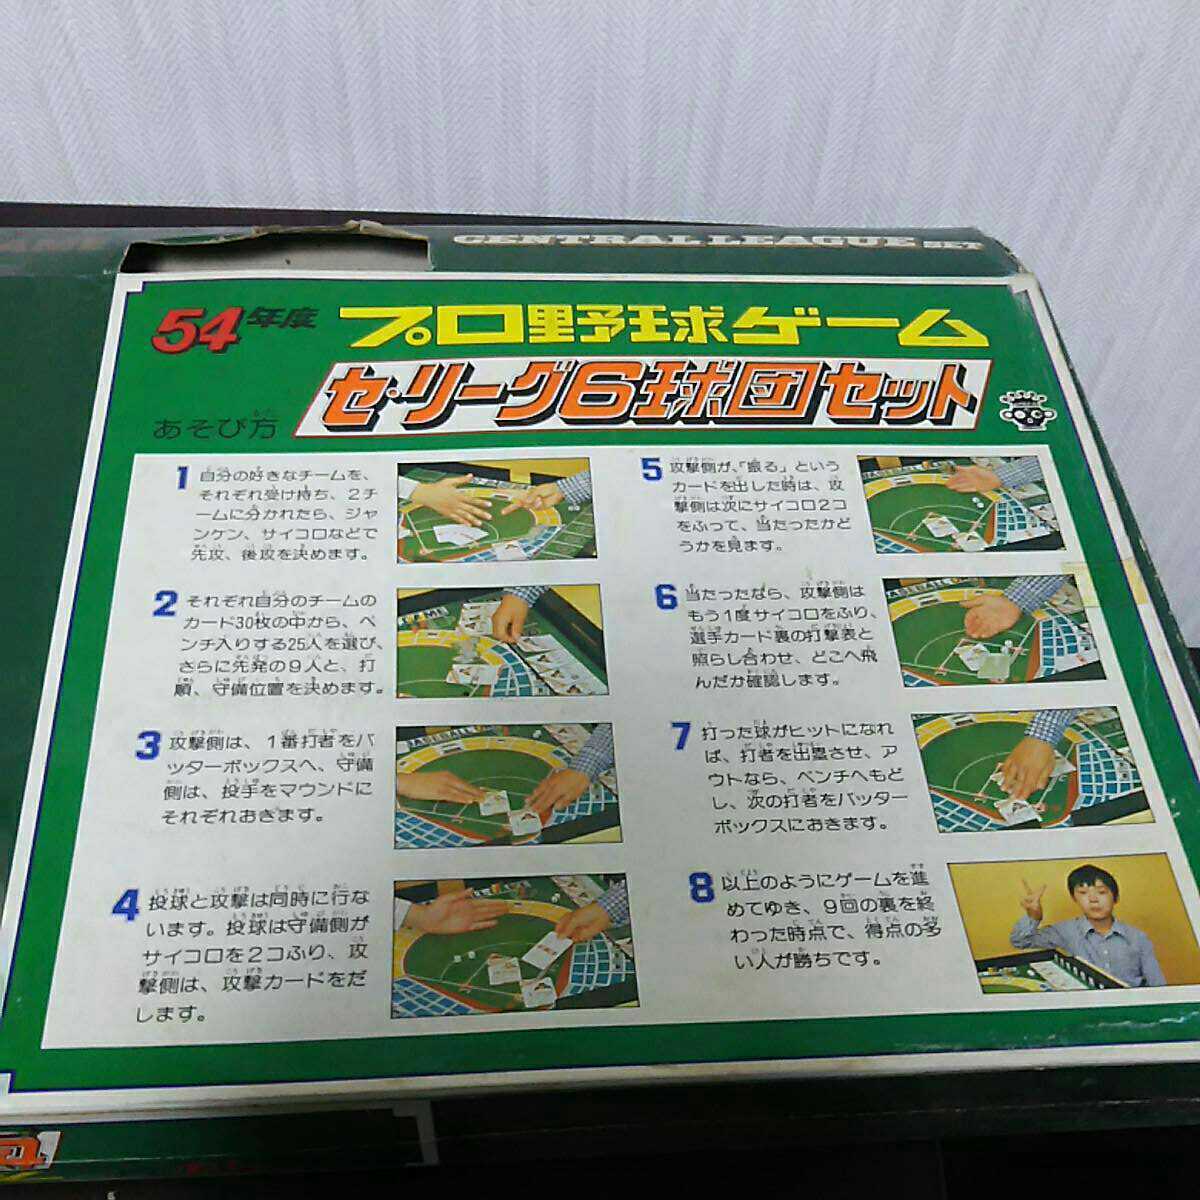 CENTRAL LEAGUE SET
54年度 プロ野球ゲーム
セ・リーグ6球団セット
あそび方
1 自分の好きなチームを、
それぞれ受け持ち、2チ
ームに分かれたら、ジャ
ンケン、サイコロなどで
先攻、後攻を決めます。
2 それぞれ自分のチームの
カード30枚の中から、ベ
ンチ入りする25人を選び、
さらに先発の9人と、打
順、守備位置を決めます。
3 攻撃側は、1番打者をバ
ッターボックスへ、守備
側は、投手をマウンドに
それぞれおきます。
4 投球と攻撃は同時に行な
います。投球は守備側が
サイコロを2コふり、攻
撃側は、攻撃カードをだ
します。
5 攻撃側が、「振る」という
カードを出した時は、攻
撃側は次にサイコロ2コ
をふって、当たったかど
うかを見ます。
6 当たったなら、攻撃側は
もう1度サイコロをふり、
選手カード裏の打撃表と
照らし合わせ、どこへ飛
んだか確認します。
7 打った球がヒットになれ
ば、打者を出塁させ、ア
ウトなら、ベンチへもど
し、次の打者をバッター
ボックスにおきます。
8 以上のようにゲームを進
めてゆき、9回の裏を終
わった時点で、得点の多
い人が勝ちです。